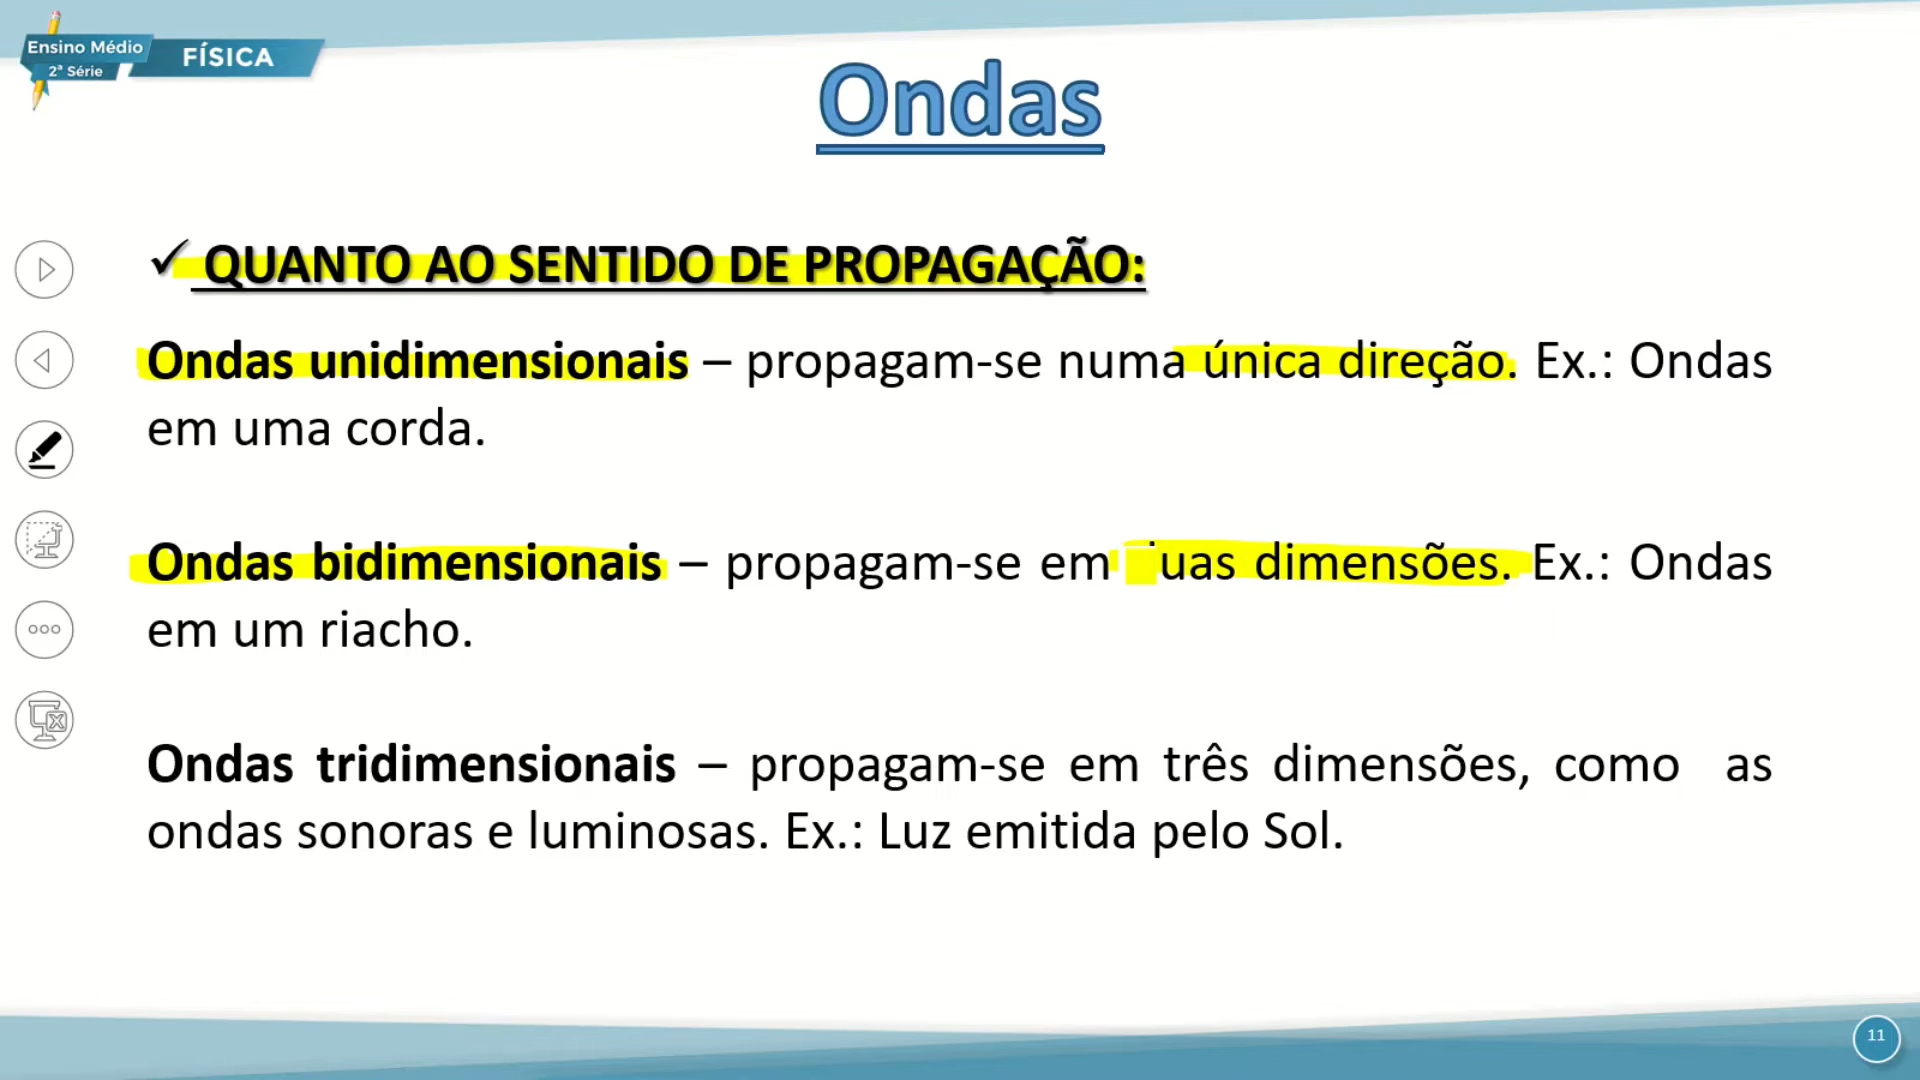 Ensino Médio
2ª Série
FÍSICA
Ondas
✓ QUANTO AO SENTIDO DE PROPAGAÇÃO:
Ondas unidimensionais – propagam-se numa única direção. Ex.: Ondas
em uma corda.
Ondas bidimensionais – propagam-se em uas dimensões. Ex.: Ondas
em um riacho.
Ondas tridimensionais – propagam-se em três dimensões, como as
ondas sonoras e luminosas. Ex.: Luz emitida pelo Sol.
11